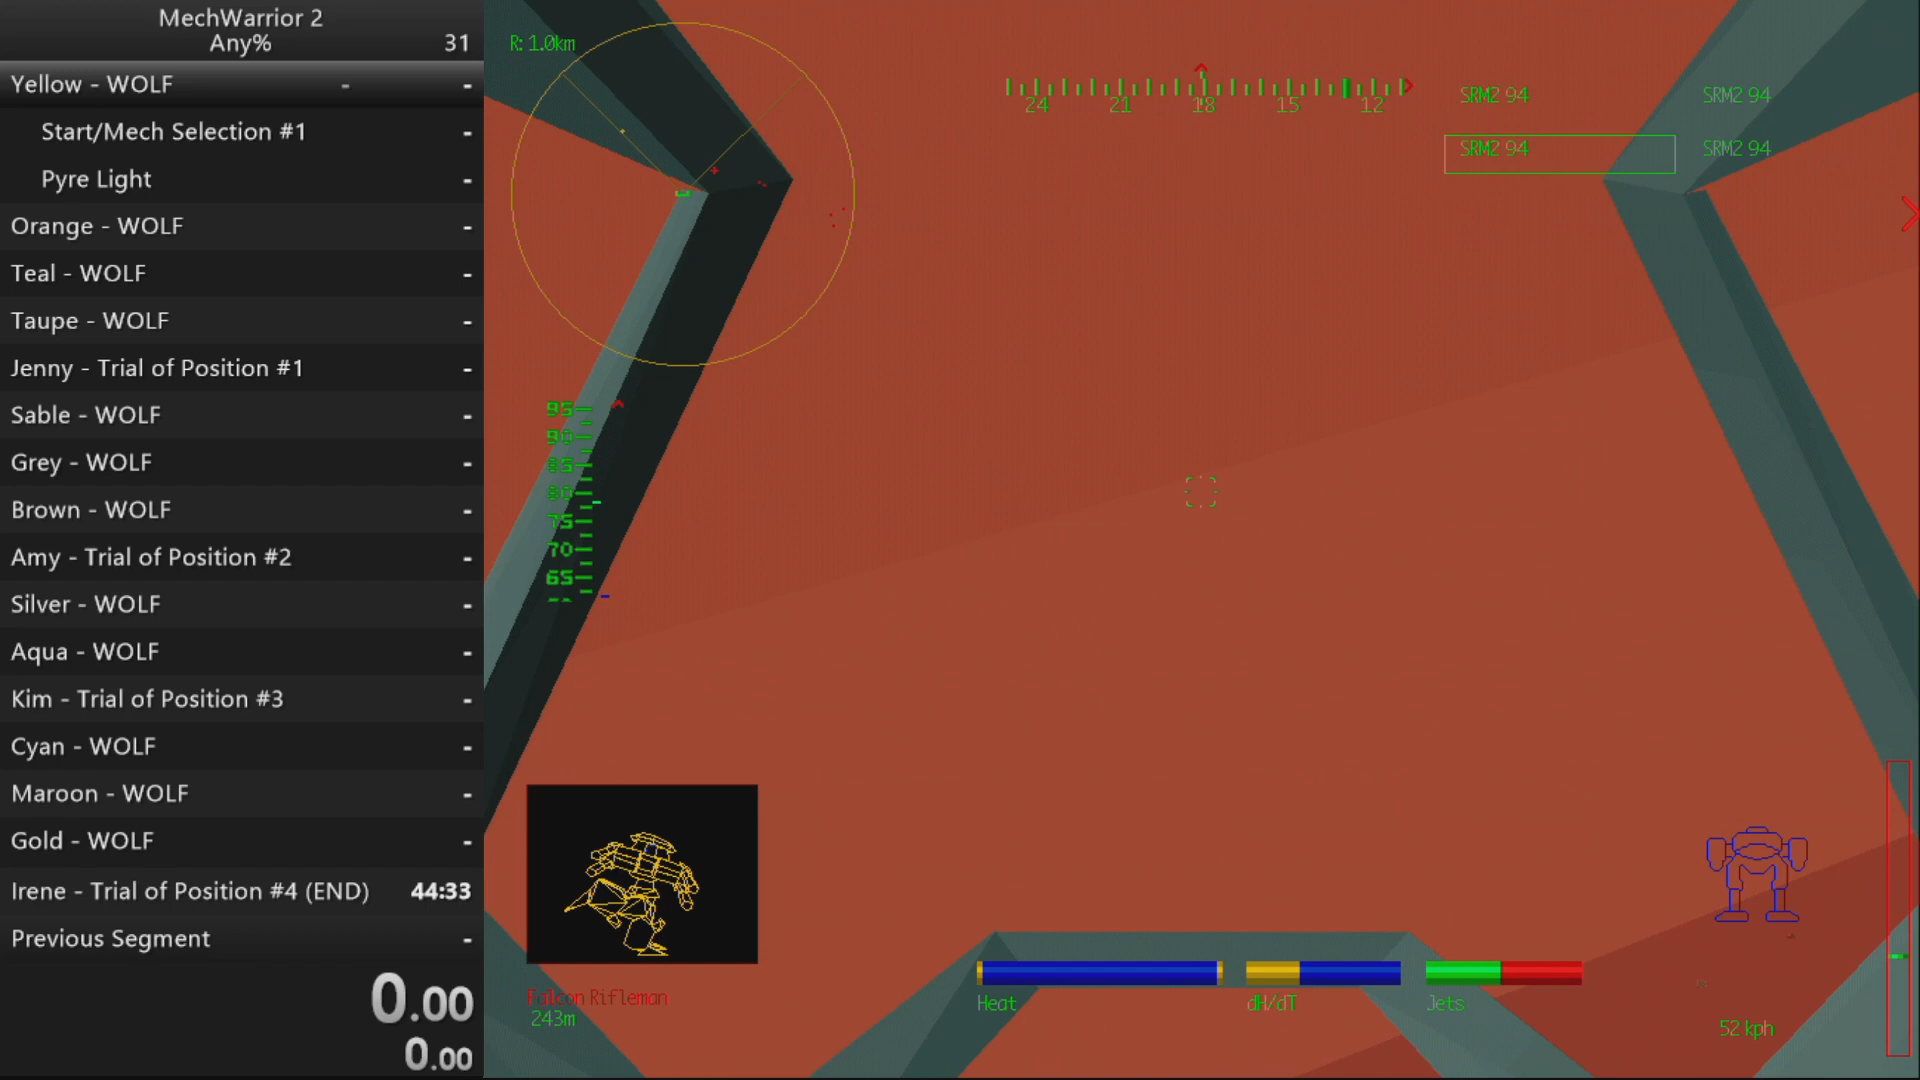 MechWarrior 2
Any%
31
Yellow - WOLF - -
Start/Mech Selection #1 -
Pyre Light -
Orange - WOLF -
Teal - WOLF -
Taupe - WOLF -
Jenny - Trial of Position #1 -
Sable - WOLF -
Grey - WOLF -
Brown - WOLF -
Amy - Trial of Position #2 -
Silver - WOLF -
Aqua - WOLF -
Kim - Trial of Position #3 -
Cyan - WOLF -
Maroon - WOLF -
Gold - WOLF -
Irene - Trial of Position #4 (END) 44:33
Previous Segment -
0.00
0.00
R: 1.0km
24 21 18 15 12
SRM2 94 SRM2 94
SRM2 94 SRM2 94
95
90
85
80
75
70
65
Falcon Rifleman
243m
Heat dH/dT Jets
52 kph